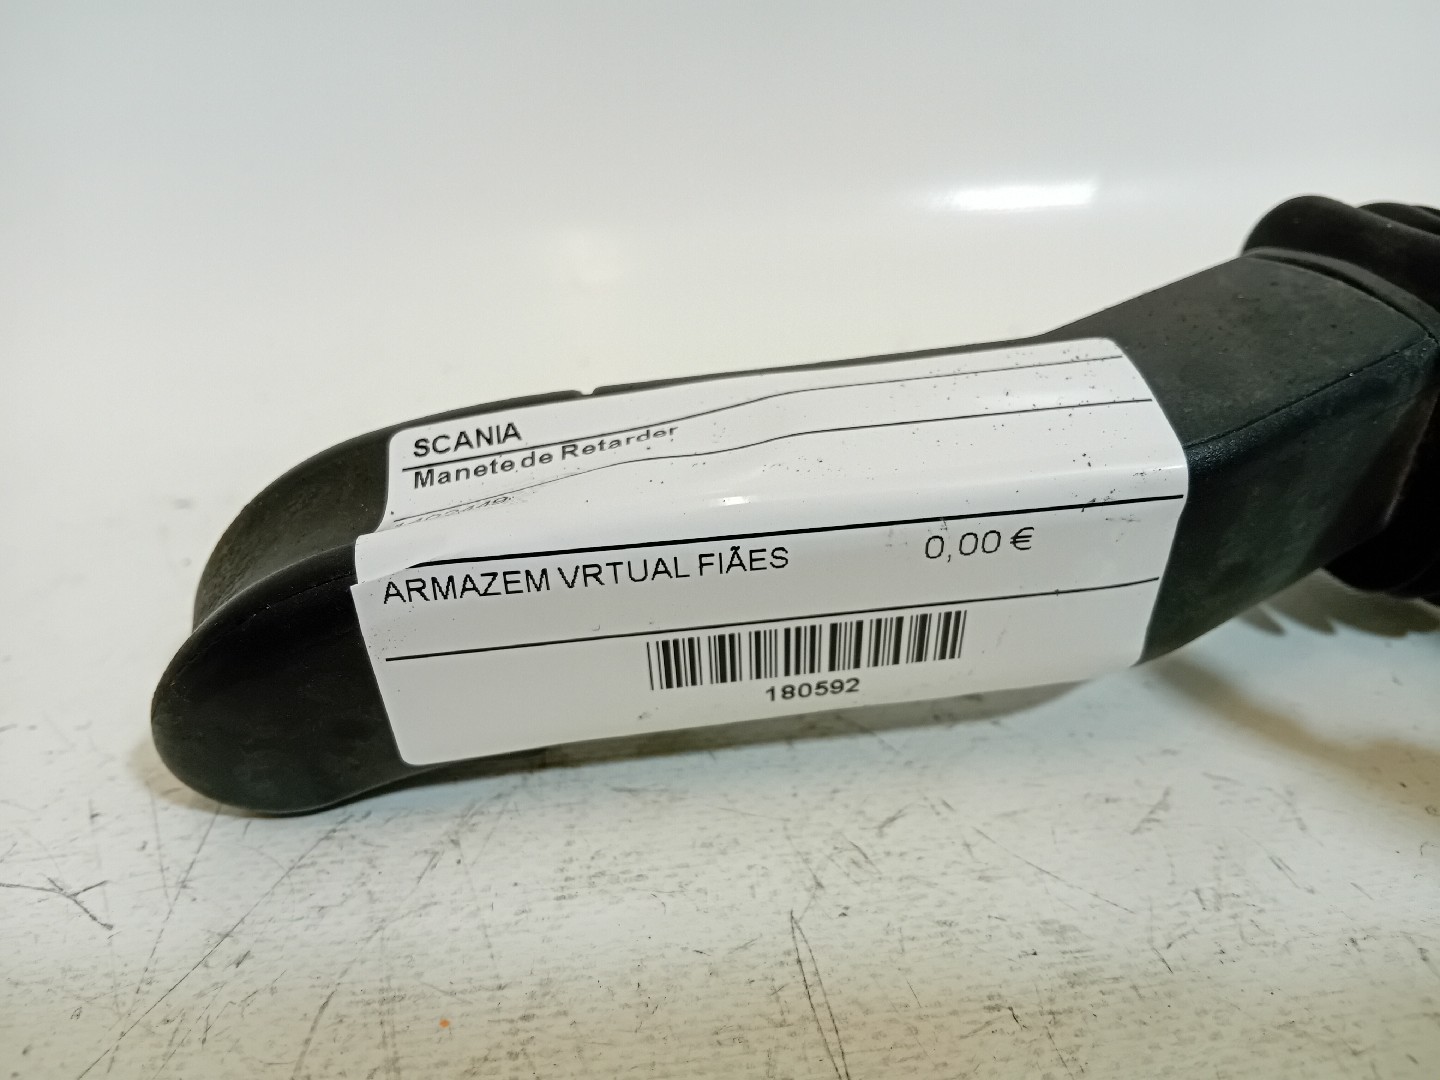 SCANIA
Manete de Retarder
ARMAZEM VRTUAL FIÃES
0,00 €
180592